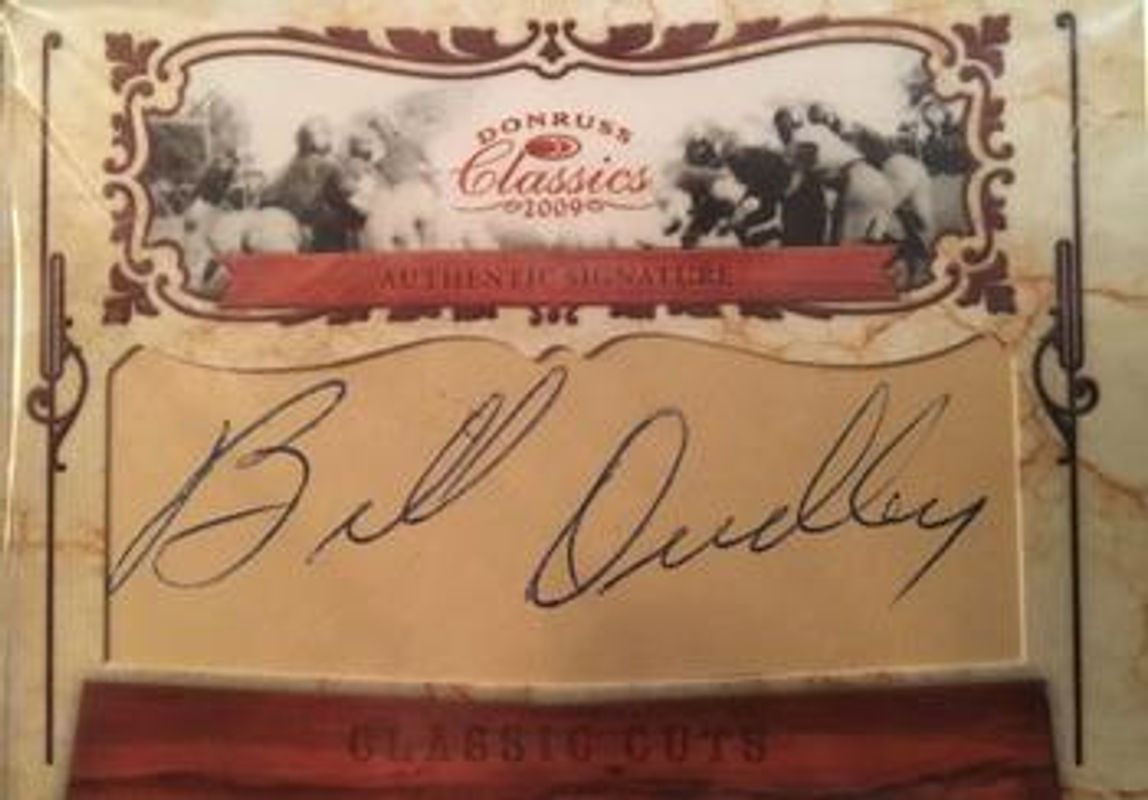 DONRUSS
Classics
2009
AUTHENTIC SIGNATURE
Bill Dudley
CLASSIC CUTS